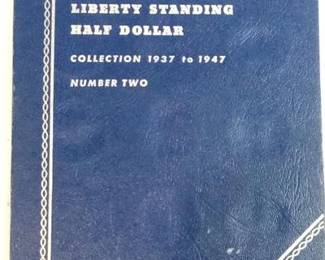 LIBERTY STANDING
HALF DOLLAR
COLLECTION 1937 to 1947
NUMBER TWO